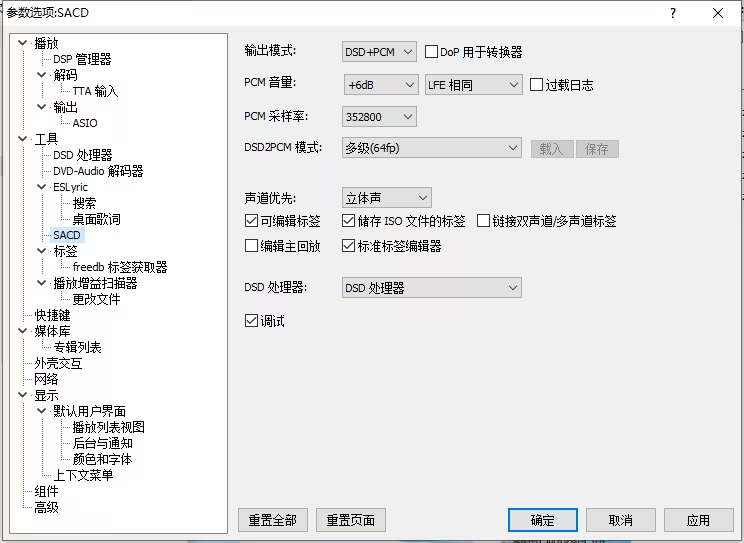 参数选项:SACD
?
播放
DSP 管理器
解码
TTA 输入
输出
ASIO
工具
DSD 处理器
DVD-Audio 解码器
ESLyric
搜索
桌面歌词
SACD
标签
freedb 标签获取器
播放增益扫描器
更改文件
快捷键
媒体库
专辑列表
外壳交互
网络
显示
默认用户界面
播放列表视图
后台与通知
颜色和字体
上下文菜单
组件
高级
输出模式: DSD+PCM DoP 用于转换器
PCM 音量: +6dB LFE 相同 过载日志
PCM 采样率: 352800
DSD2PCM 模式: 多级(64fp) 载入 保存
声道优先: 立体声
可编辑标签 储存 ISO 文件的标签 链接双声道/多声道标签
编辑主回放 标准标签编辑器
DSD 处理器: DSD 处理器
调试
重置全部 重置页面 确定 取消 应用